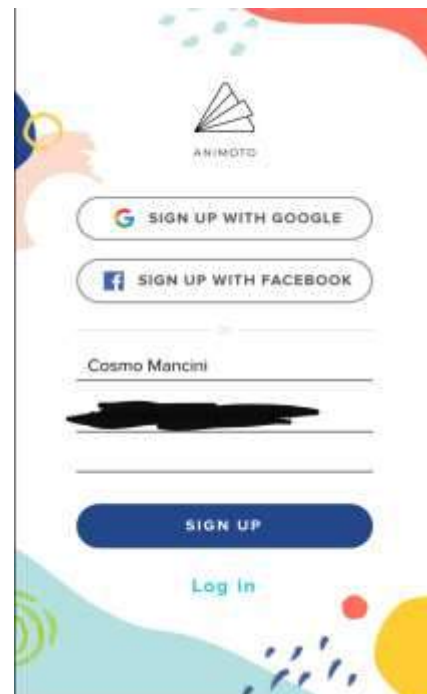 ANIMOTO
SIGN UP WITH GOOGLE
SIGN UP WITH FACEBOOK
Cosmo Mancini
SIGN UP
Log In